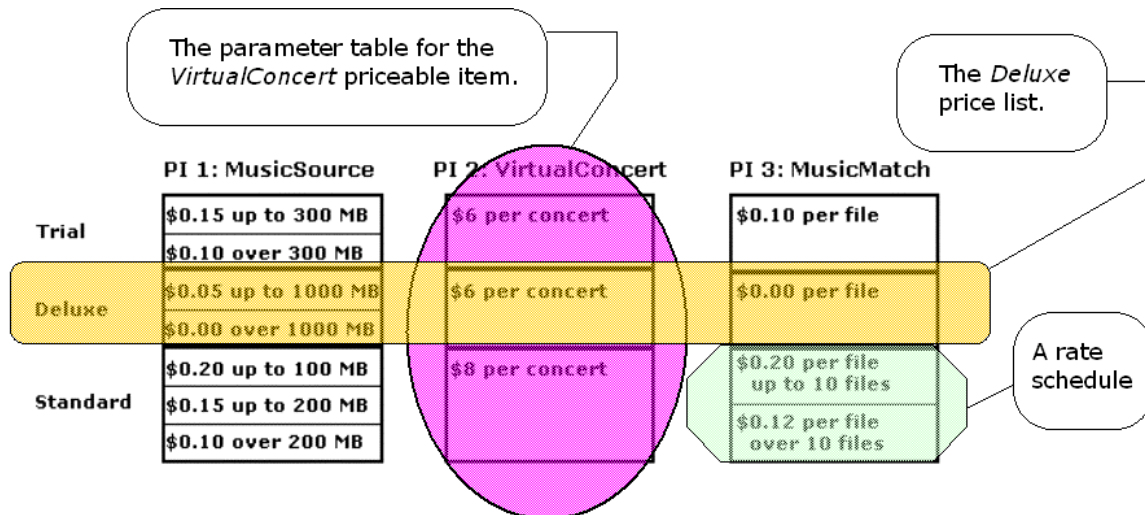 The parameter table for the
VirtualConcert priceable item.
The Deluxe
price list.
PI 1: MusicSource
PI 2: VirtualConcert
PI 3: MusicMatch
Trial
$0.15 up to 300 MB
$0.10 over 300 MB
$6 per concert
$0.10 per file
Deluxe
$0.05 up to 1000 MB
$0.00 over 1000 MB
$6 per concert
$0.00 per file
Standard
$0.20 up to 100 MB
$0.15 up to 200 MB
$0.10 over 200 MB
$8 per concert
$0.20 per file
up to 10 files
$0.12 per file
over 10 files
A rate
schedule